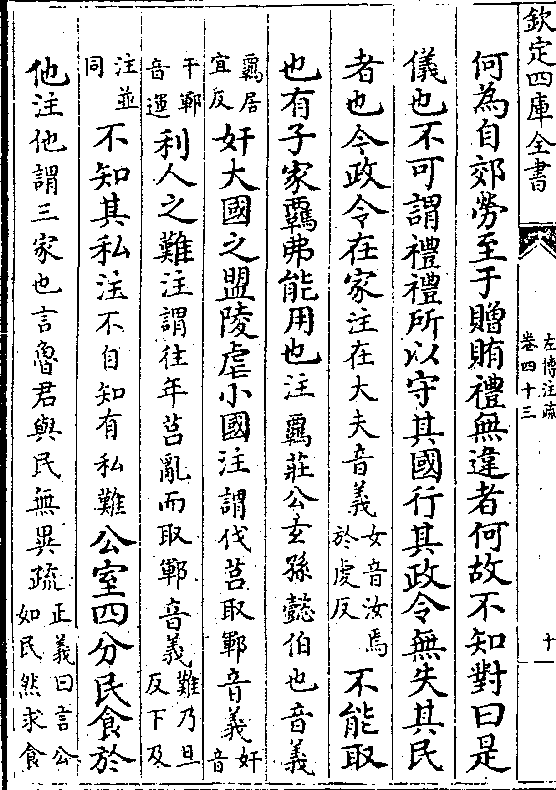 欽定四庫全書
左傳注疏
卷四十三
十
何為自郊勞至于贈賄禮無違者何故不知對曰是
儀也不可謂禮禮所以守其國行其政令無失其民
者也今政令在家注在大夫音義女音汝焉於虔反不能取
也有子家羈弗能用也注羈莊公𤣥孫懿伯也音義
羈居宜反奸大國之盟陵虐小國注謂伐莒取鄆音義奸音
干鄆音運利人之難注謂往年莒亂而取鄆音義難乃旦反下及
注並同不知其私注不自知有私難公室四分民食於
他注他謂三家也言魯君與民無異疏正義曰言公如民然求食